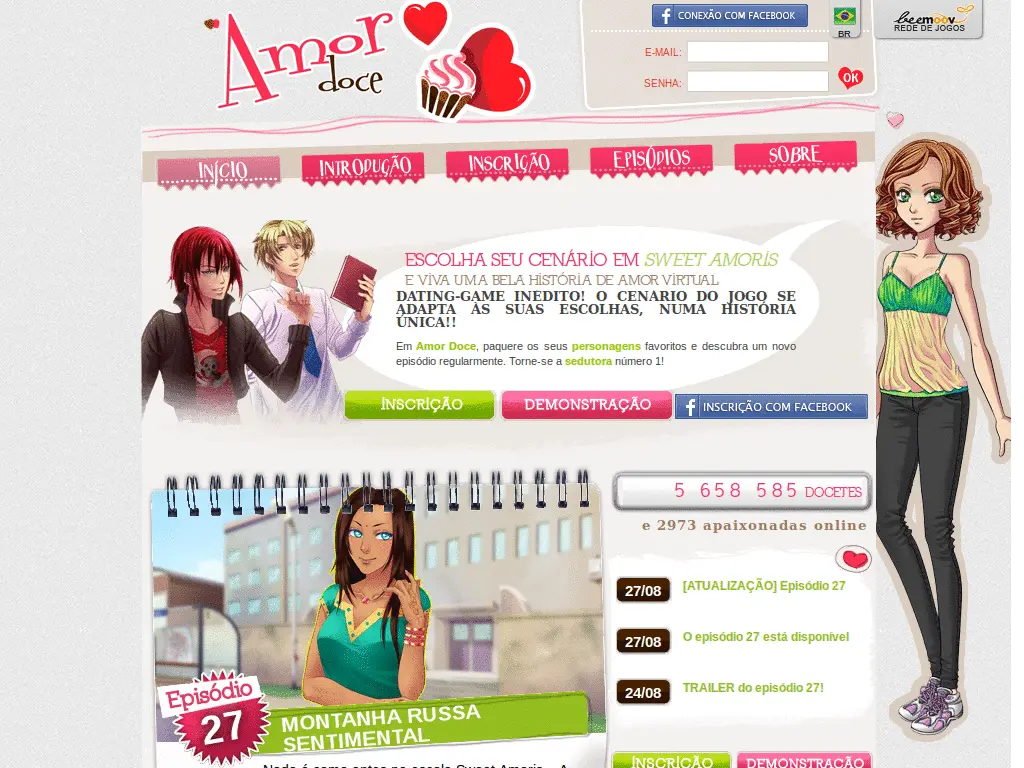 Amor
doce
CONEXÃO COM FACEBOOK
BR
beemoov
REDE DE JOGOS
E-MAIL:
SENHA:
OK
INÍCIO
INTRODUÇÃO
INSCRIÇÃO
EPISÓDIOS
SOBRE
ESCOLHA SEU CENÁRIO EM SWEET AMORIS
E VIVA UMA BELA HISTÓRIA DE AMOR VIRTUAL
DATING-GAME INEDITO! O CENARIO DO JOGO SE
ADAPTA ÀS SUAS ESCOLHAS, NUMA HISTÓRIA
ÚNICA!!
Em Amor Doce, paquere os seus personagens favoritos e descubra um novo
episódio regularmente. Torne-se a sedutora número 1!
INSCRIÇÃO
DEMONSTRAÇÃO
INSCRIÇÃO COM FACEBOOK
5 658 585 DOCETES
e 2973 apaixonadas online
27/08 [ATUALIZAÇÃO] Episódio 27
27/08 O episódio 27 está disponível
24/08 TRAILER do episódio 27!
Episódio
27
MONTANHA RUSSA
SENTIMENTAL
INSCRIÇÃO
DEMONSTRAÇÃO